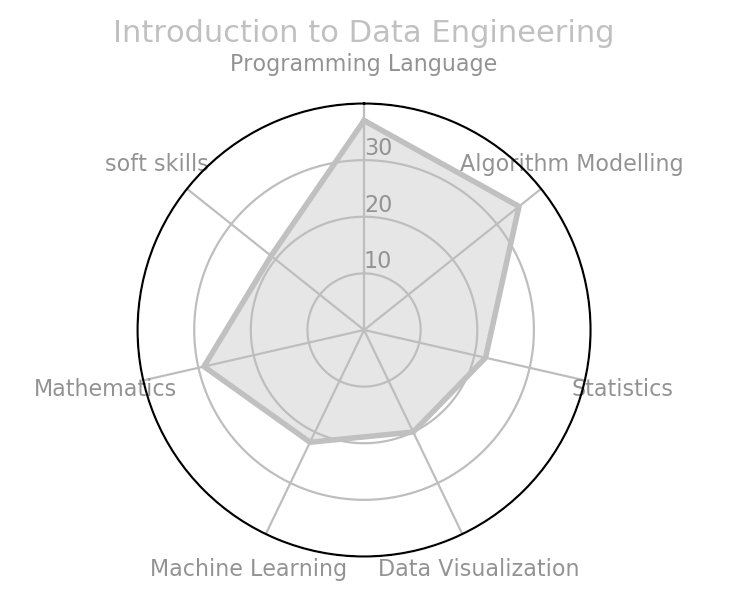 Introduction to Data Engineering
Programming Language
soft skills
30
Algorithm Modelling
20
10
Mathematics
Statistics
Machine Learning
Data Visualization